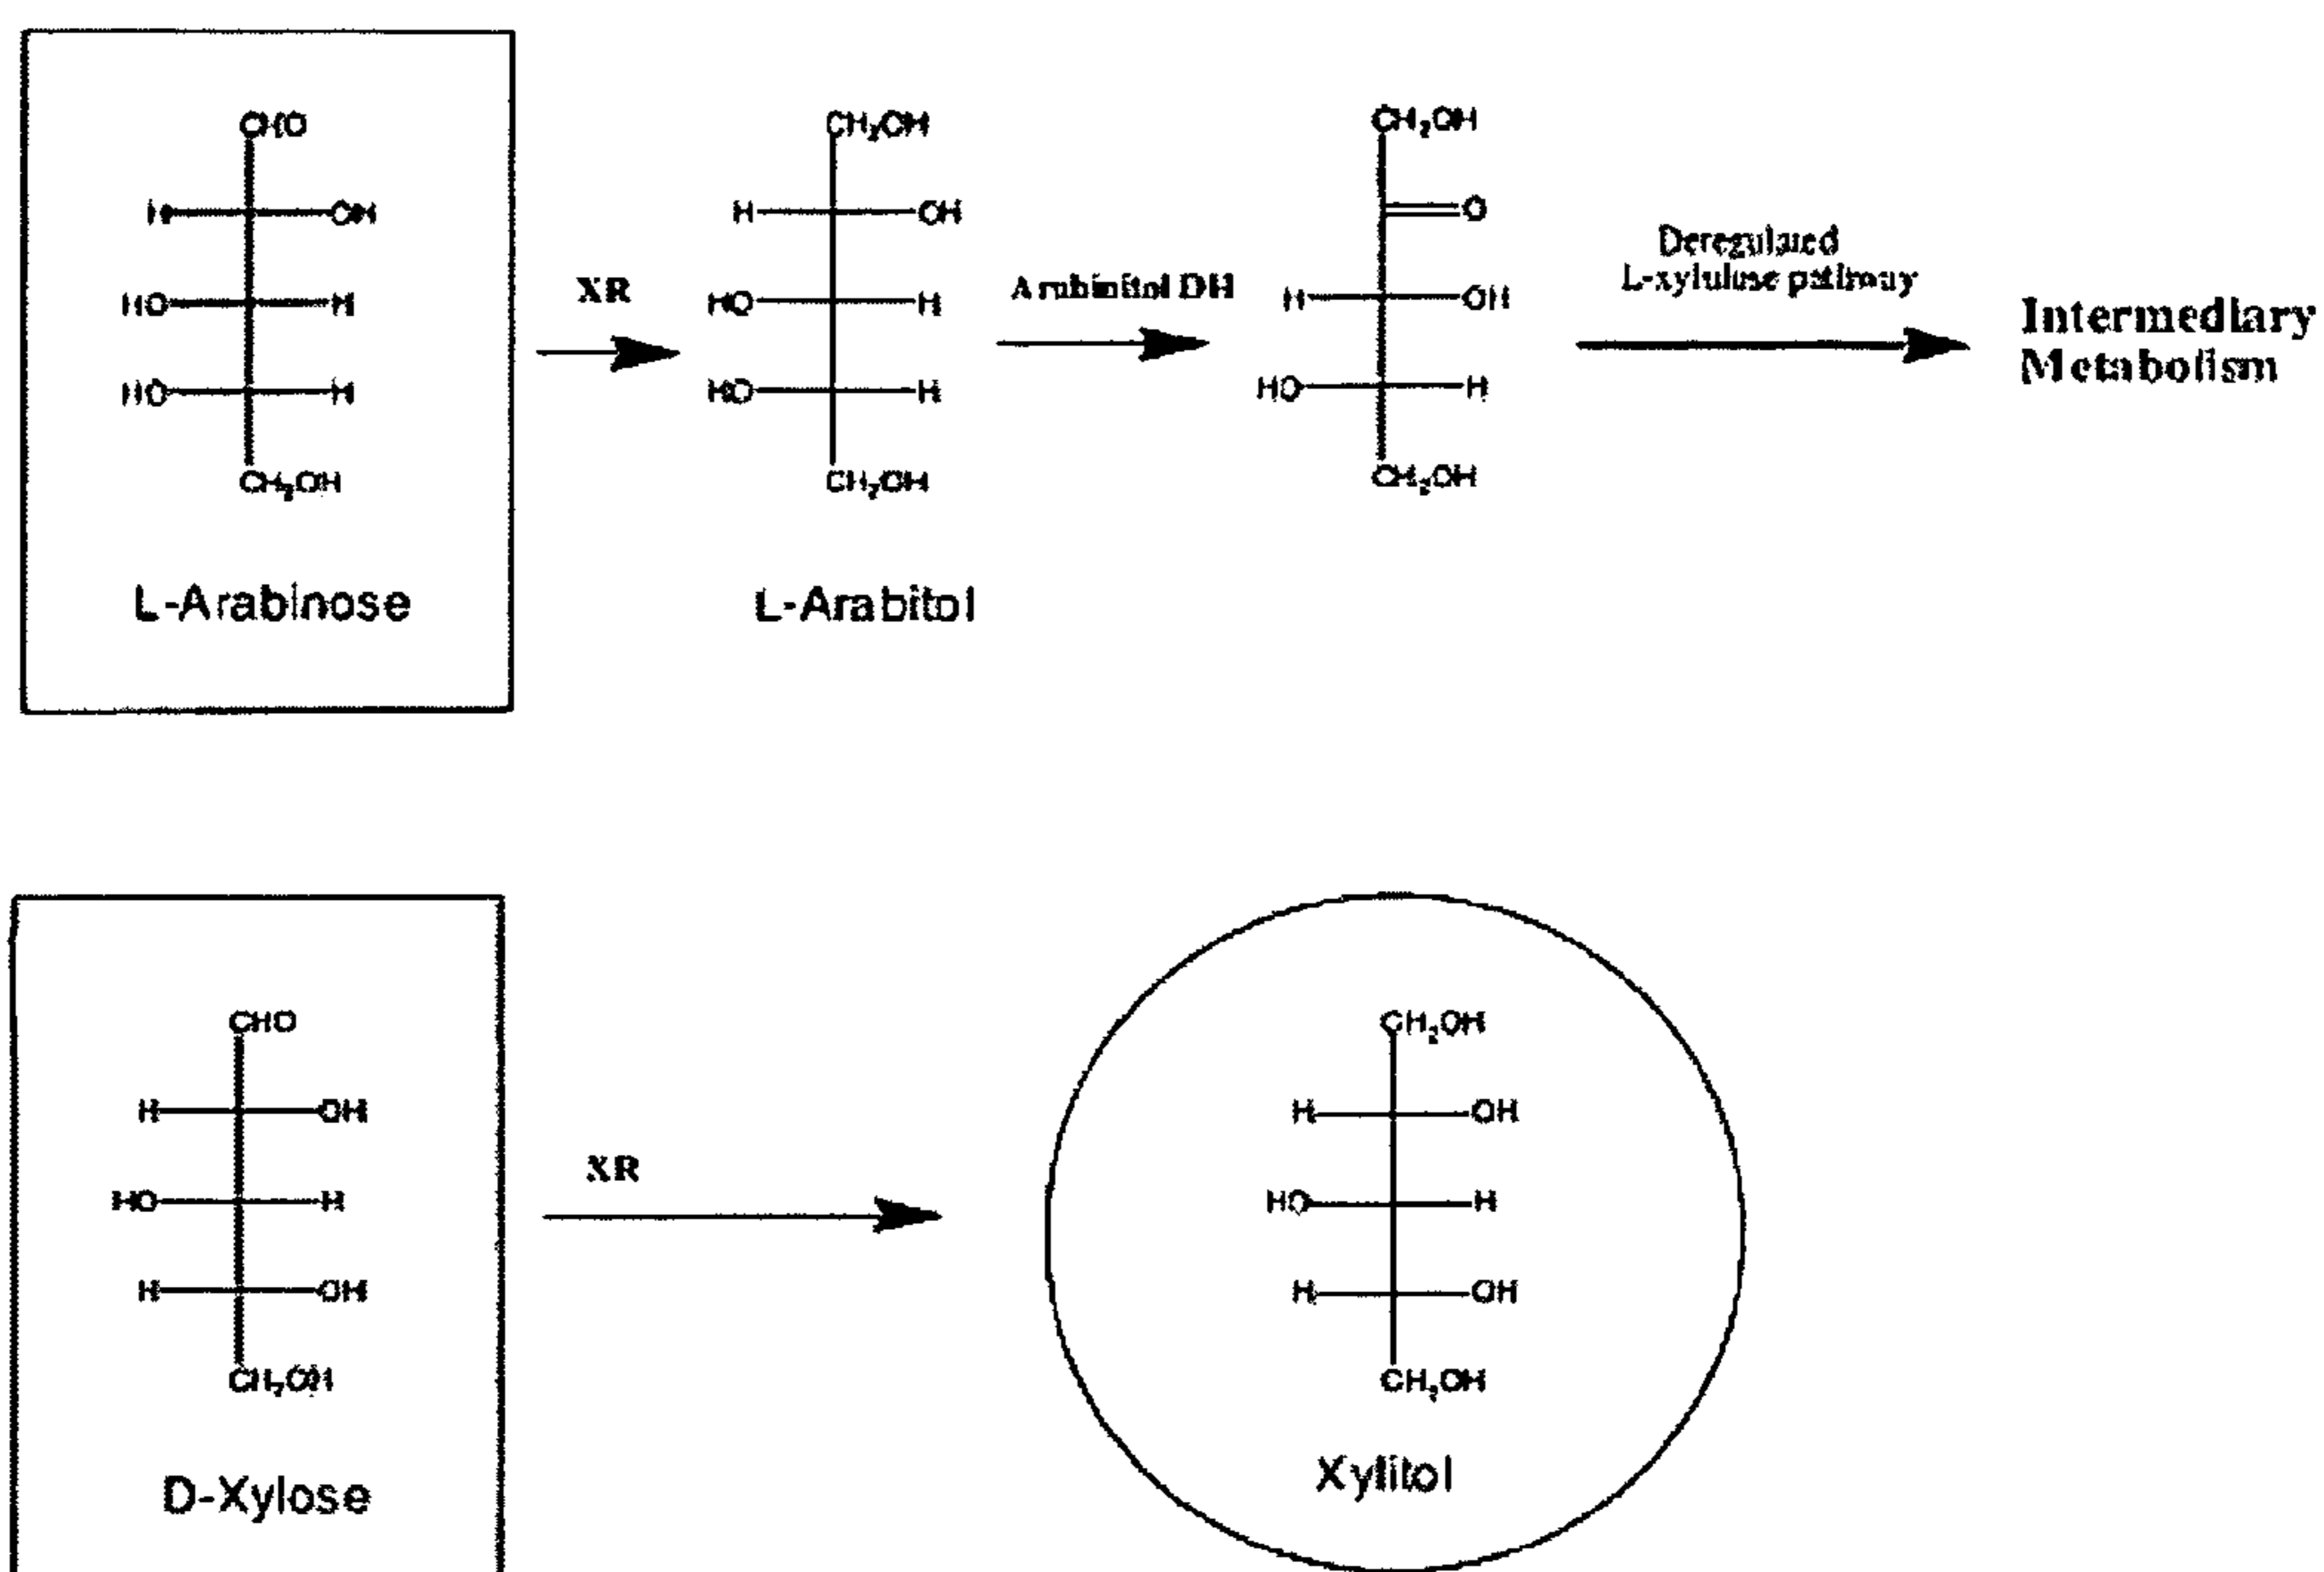 CHO
H OH
HO H
HO H
CH2OH
L-Arabinose
XR
CH2OH
H OH
HO H
HO H
CH2OH
L-Arabitol
Arabinitol DH
CH2OH
O
H OH
HO H
CH2OH
Deregulated
L-xylulose pathway
Intermediary
Metabolism
CHO
H OH
HO H
H OH
CH2OH
D-Xylose
XR
CH2OH
H OH
HO H
H OH
CH2OH
Xylitol